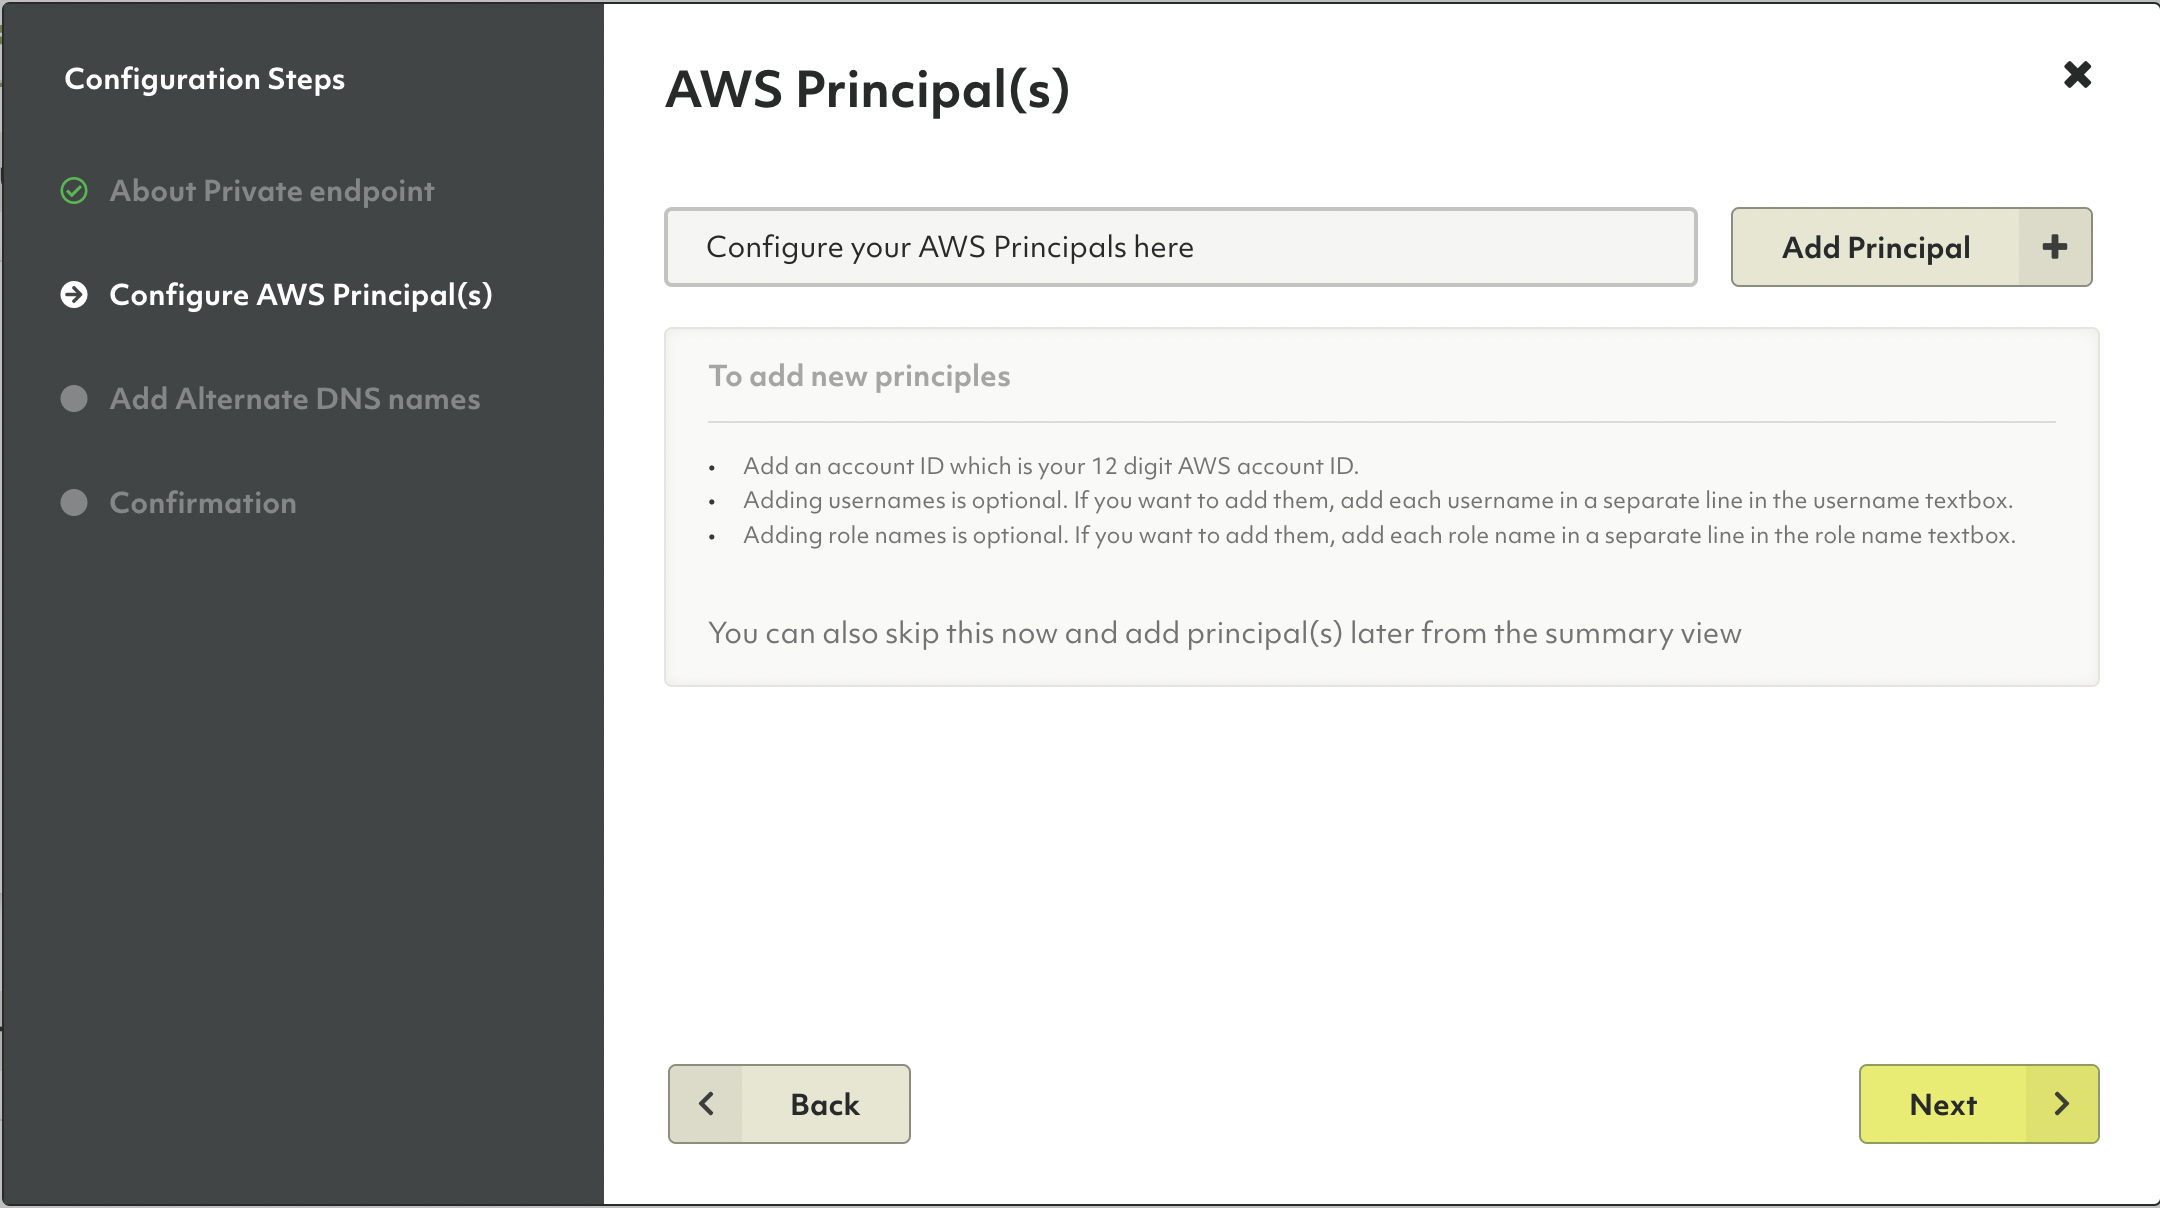 Configuration Steps
About Private endpoint
Configure AWS Principal(s)
Add Alternate DNS names
Confirmation
AWS Principal(s)
Configure your AWS Principals here
Add Principal
To add new principles
• Add an account ID which is your 12 digit AWS account ID.
• Adding usernames is optional. If you want to add them, add each username in a separate line in the username textbox.
• Adding role names is optional. If you want to add them, add each role name in a separate line in the role name textbox.
You can also skip this now and add principal(s) later from the summary view
Back
Next